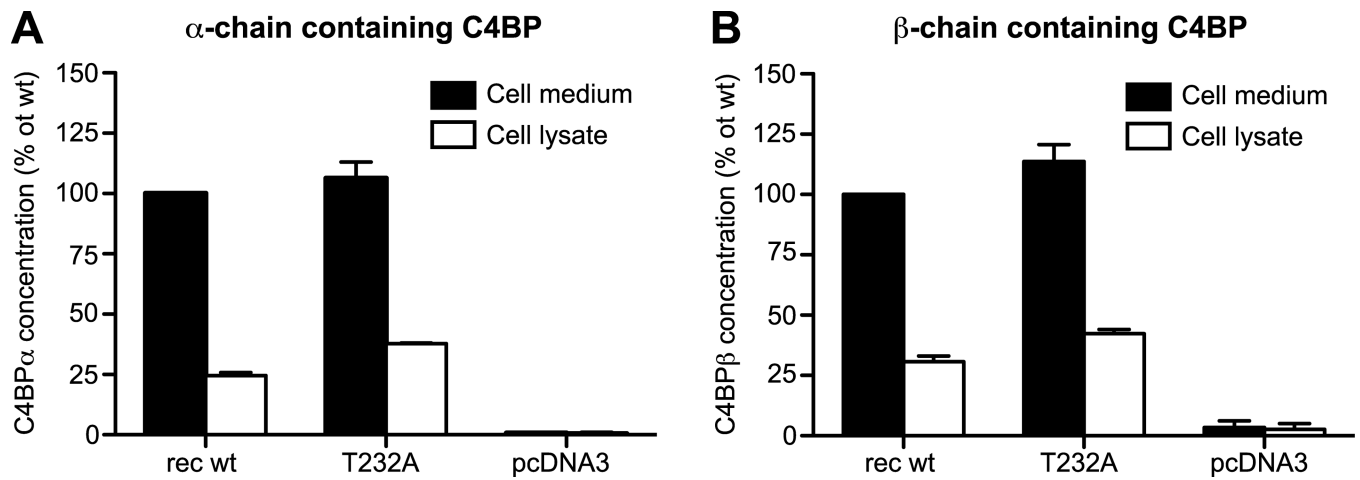 A
α-chain containing C4BP
C4BPα concentration (% ot wt)
150
125
100
75
50
25
0
Cell medium
Cell lysate
rec wt
T232A
pcDNA3
B
β-chain containing C4BP
C4BPβ concentration (% ot wt)
150
125
100
75
50
25
0
Cell medium
Cell lysate
rec wt
T232A
pcDNA3